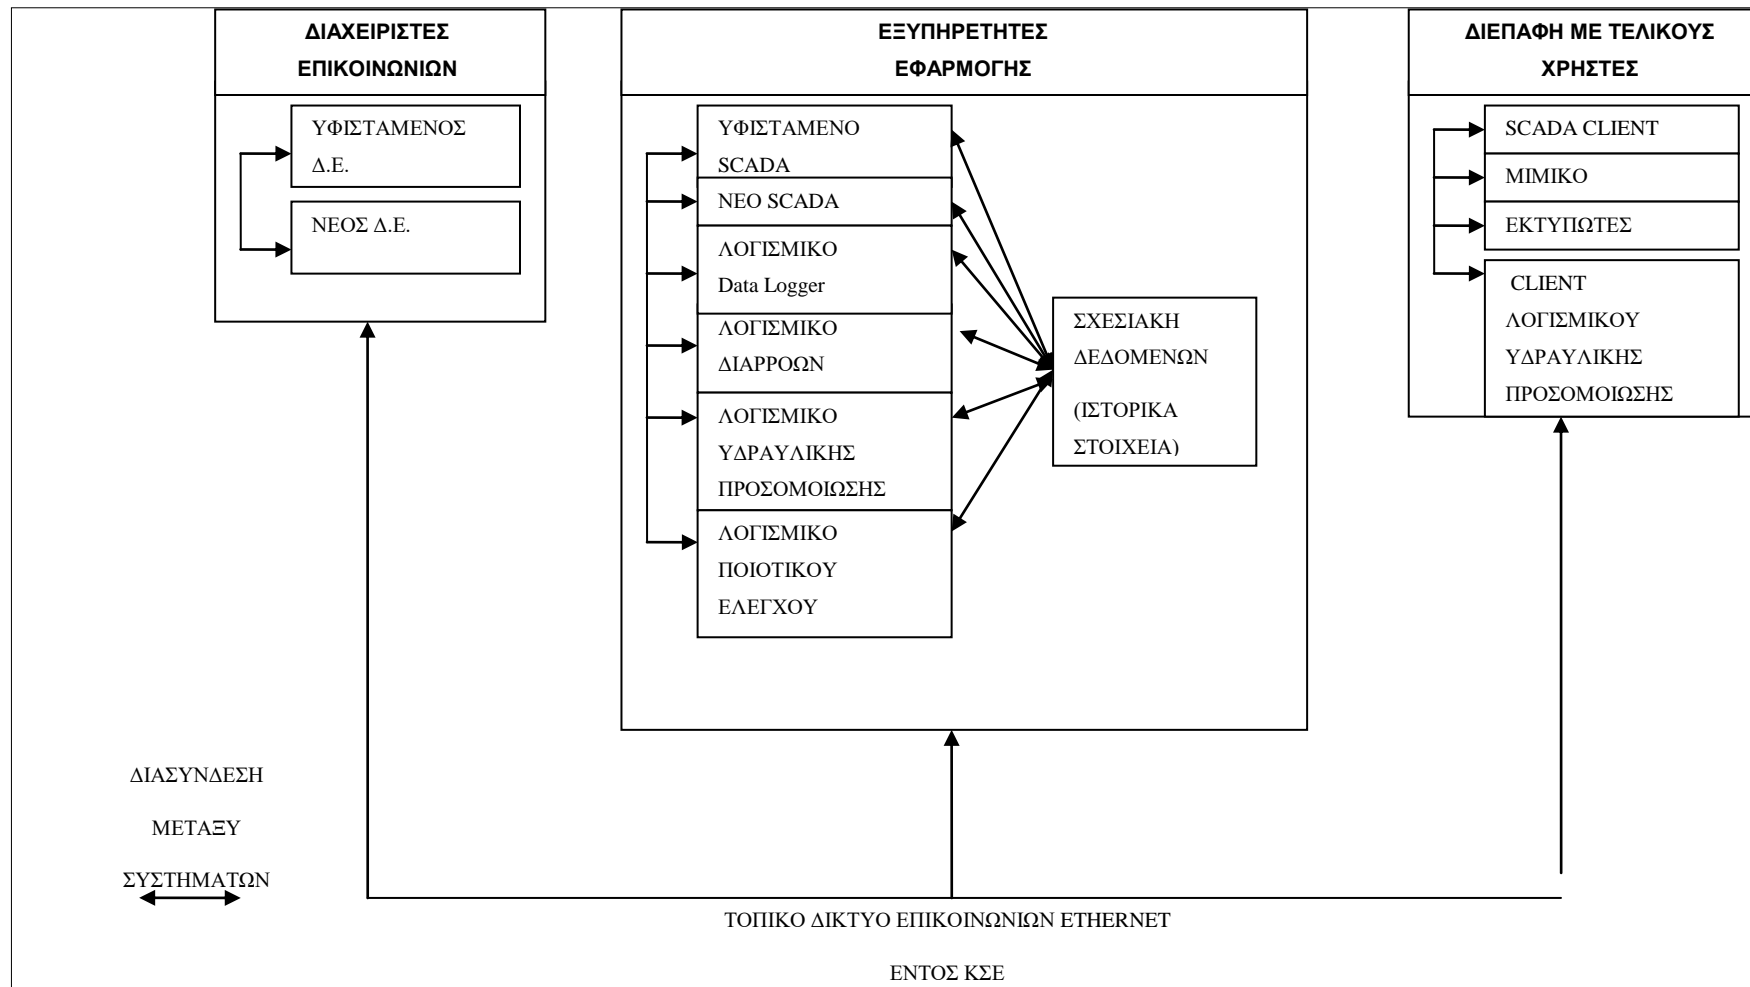 ΔΙΑΧΕΙΡΙΣΤΕΣ
ΕΠΙΚΟΙΝΩΝΙΩΝ
ΥΦΙΣΤΑΜΕΝΟΣ
Δ.Ε.
ΝΕΟΣ Δ.Ε.
ΕΞΥΠΗΡΕΤΗΤΕΣ
ΕΦΑΡΜΟΓΗΣ
ΥΦΙΣΤΑΜΕΝΟ
SCADA
ΝΕΟ SCADA
ΛΟΓΙΣΜΙΚΟ
Data Logger
ΛΟΓΙΣΜΙΚΟ
ΔΙΑΡΡΟΩΝ
ΛΟΓΙΣΜΙΚΟ
ΥΔΡΑΥΛΙΚΗΣ
ΠΡΟΣΟΜΟΙΩΣΗΣ
ΛΟΓΙΣΜΙΚΟ
ΠΟΙΟΤΙΚΟΥ
ΕΛΕΓΧΟΥ
ΣΧΕΣΙΑΚΗ
ΔΕΔΟΜΕΝΩΝ
(ΙΣΤΟΡΙΚΑ
ΣΤΟΙΧΕΙΑ)
ΔΙΕΠΑΦΗ ΜΕ ΤΕΛΙΚΟΥΣ
ΧΡΗΣΤΕΣ
SCADA CLIENT
ΜΙΜΙΚΟ
ΕΚΤΥΠΩΤΕΣ
CLIENT
ΛΟΓΙΣΜΙΚΟΥ
ΥΔΡΑΥΛΙΚΗΣ
ΠΡΟΣΟΜΟΙΩΣΗΣ
ΔΙΑΣΥΝΔΕΣΗ
ΜΕΤΑΞΥ
ΣΥΣΤΗΜΑΤΩΝ
ΤΟΠΙΚΟ ΔΙΚΤΥΟ ΕΠΙΚΟΙΝΩΝΙΩΝ ETHERNET
ΕΝΤΟΣ ΚΣΕ